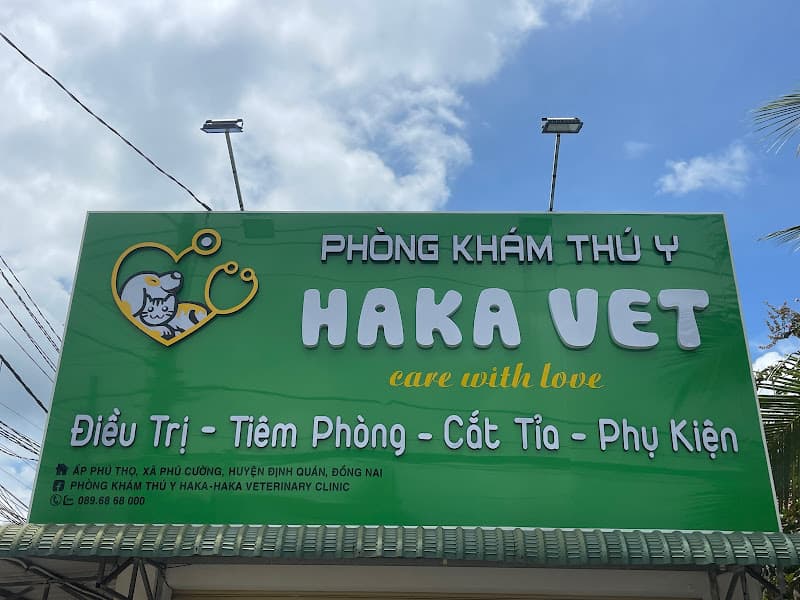 PHÒNG KHÁM THÚ Y
HAKA VET
care with love
Điều Trị - Tiêm Phòng - Cắt Tỉa - Phụ Kiện
ẤP PHÚ THỌ, XÃ PHÚ CƯỜNG, HUYỆN ĐỊNH QUÁN, ĐỒNG NAI
PHÒNG KHÁM THÚ Y HAKA-HAKA VETERINARY CLINIC
089.68 68 000